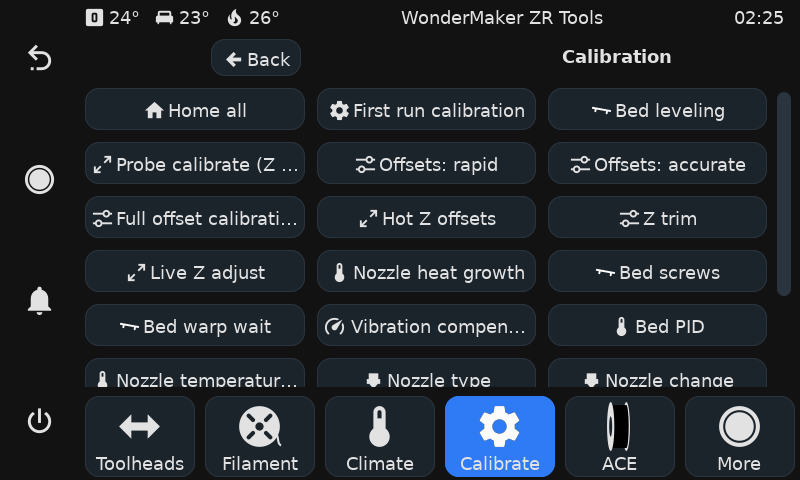 0 24° 23° 26° WonderMaker ZR Tools 02:25
Back Calibration
Home all First run calibration Bed leveling
Probe calibrate (Z ... Offsets: rapid Offsets: accurate
Full offset calibrati... Hot Z offsets Z trim
Live Z adjust Nozzle heat growth Bed screws
Bed warp wait Vibration compen... Bed PID
Nozzle temperatur... Nozzle type Nozzle change
Toolheads Filament Climate Calibrate ACE More